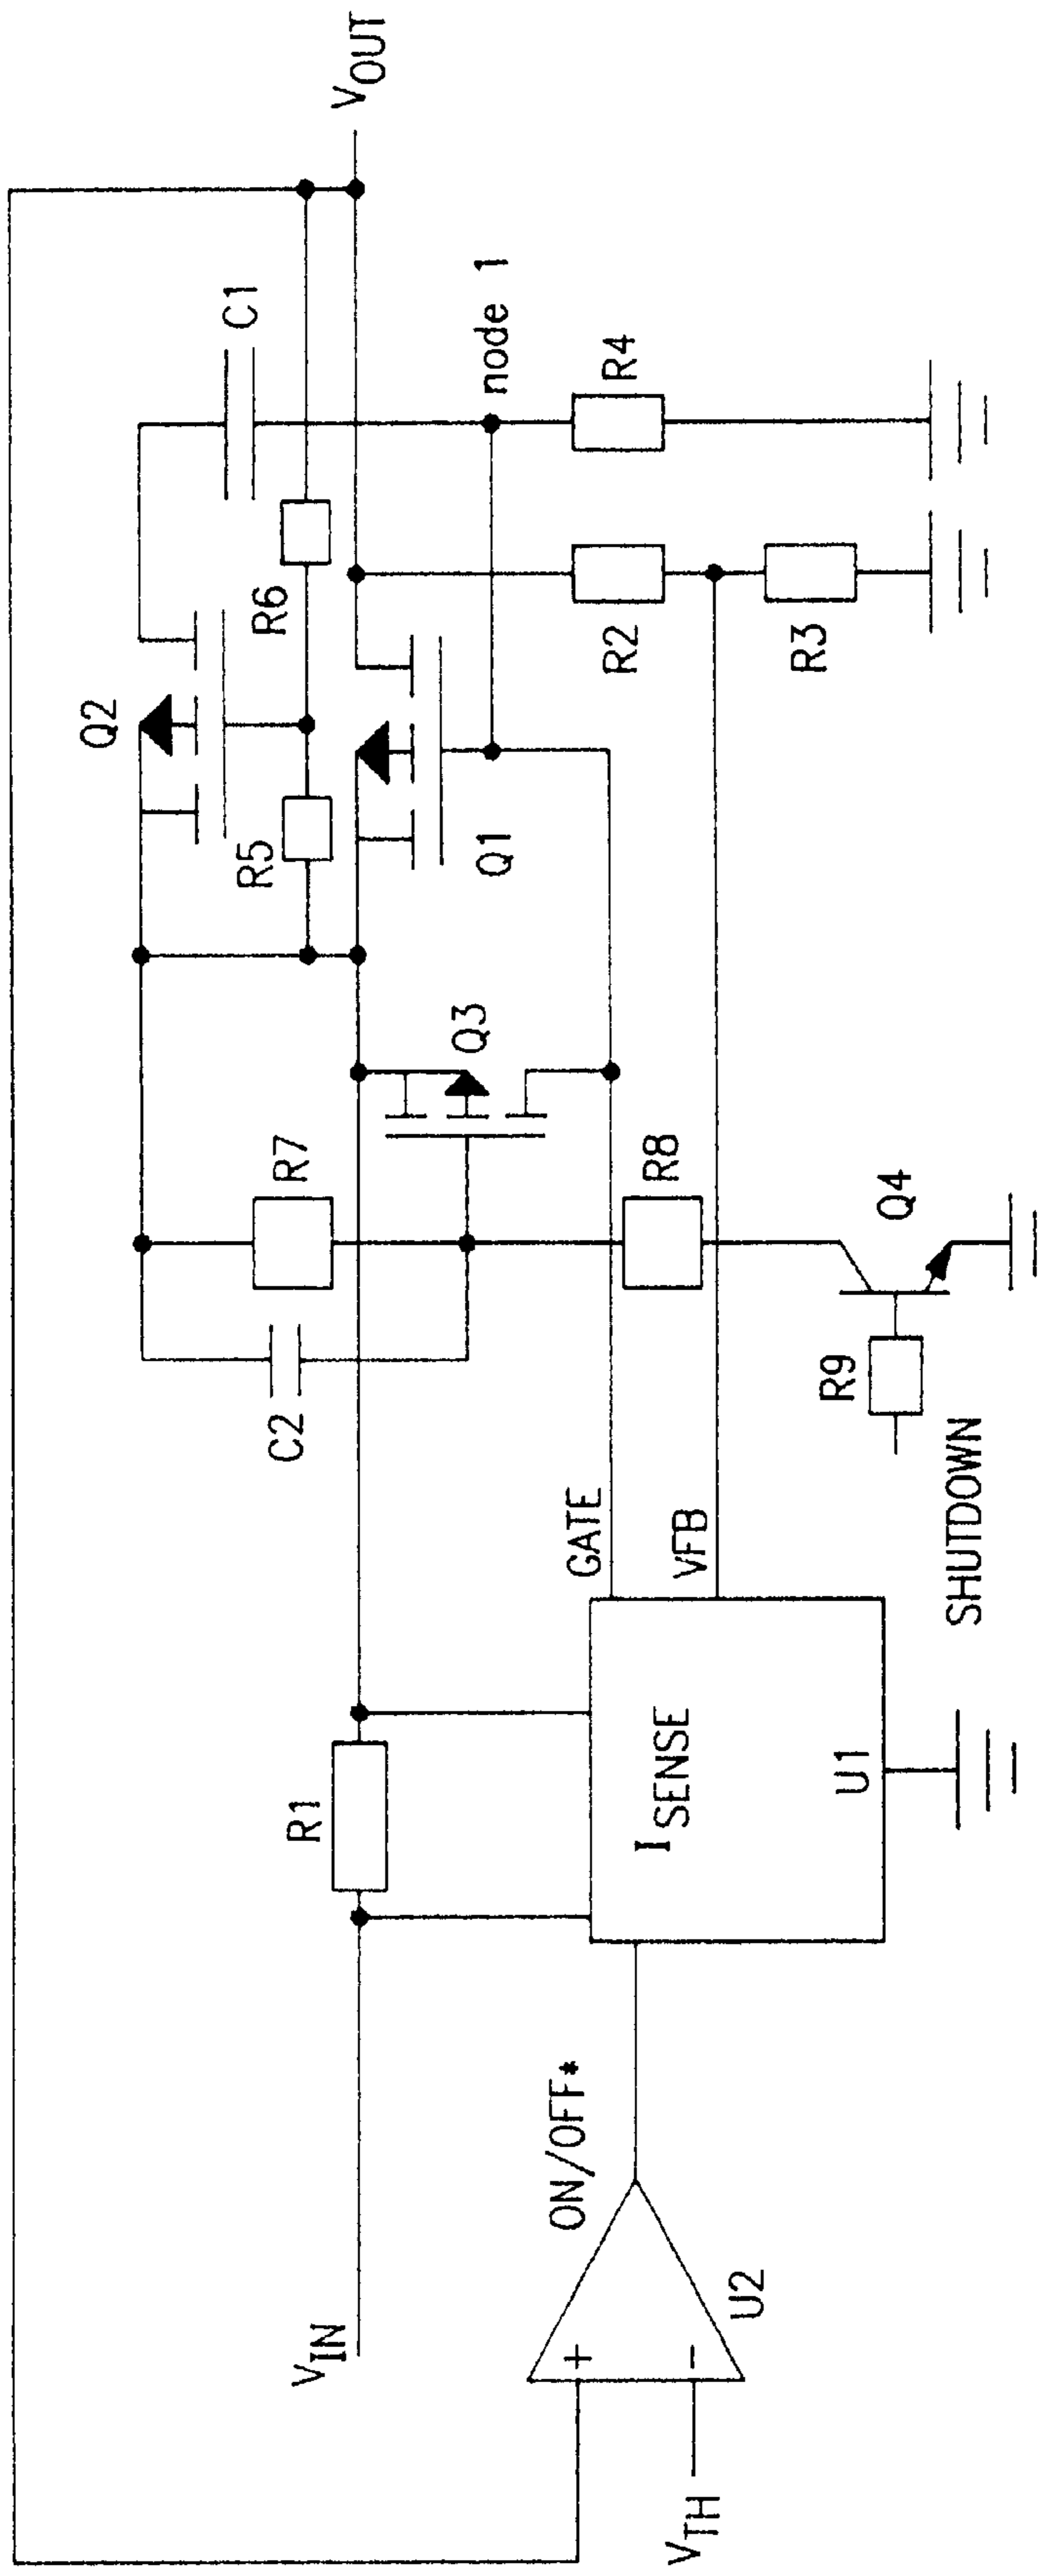 VOUT
C1
Q2
R6
node 1
R4
R5
Q1
R2
R3
Q3
R7
R8
Q4
C2
R9
GATE
VFB
SHUTDOWN
R1
ISENSE
U1
ON/OFF*
VIN
U2
+
-
VTH